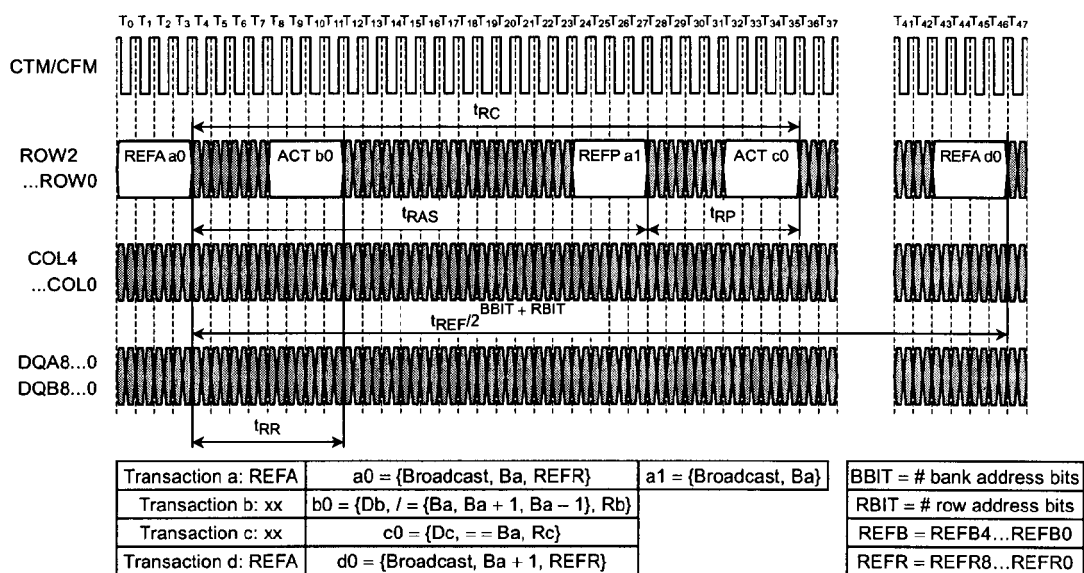 T0 T1 T2 T3 T4 T5 T6 T7 T8 T9 T10 T11 T12 T13 T14 T15 T16 T17 T18 T19 T20 T21 T22 T23 T24 T25 T26 T27 T28 T29 T30 T31 T32 T33 T34 T35 T36 T37 T41 T41 T42 T43 T44 T45 T46 T47
CTM/CFM
tRC
ROW2
...ROW0
REFA a0
ACT b0
REFP a1
ACT c0
REFA d0
tRAS
tRP
COL4
...COL0
tREF/2^BBIT + RBIT
DQA8...0
DQB8...0
tRR
Transaction a: REFA a0 = {Broadcast, Ba, REFR} a1 = {Broadcast, Ba}
Transaction b: xx b0 = {Db, / = {Ba, Ba + 1, Ba – 1}, Rb}
Transaction c: xx c0 = {Dc, == Ba, Rc}
Transaction d: REFA d0 = {Broadcast, Ba + 1, REFR}
BBIT = # bank address bits
RBIT = # row address bits
REFB = REFB4...REFB0
REFR = REFR8...REFR0